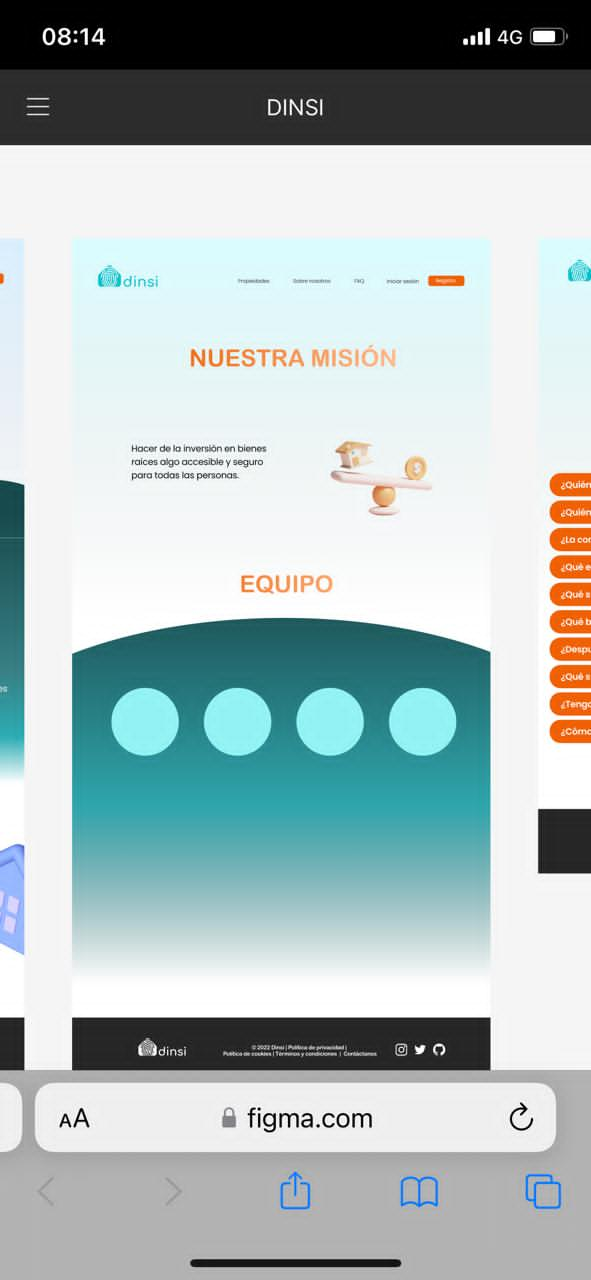 08:14
4G
DINSI
dinsi
Propiedades
Sobre nosotros
FAQ
Iniciar sesión
Registro
NUESTRA MISIÓN
Hacer de la inversión en bienes
raíces algo accesible y seguro
para todas las personas.
$
EQUIPO
es
¿Quién
¿Quién
¿La con
¿Qué e
¿Qué s
¿Qué b
¿Despu
¿Qué s
¿Tengo
¿Cómo
dinsi
© 2022 Dinsi | Política de privacidad |
Política de cookies | Términos y condiciones | Contáctanos
AA
figma.com